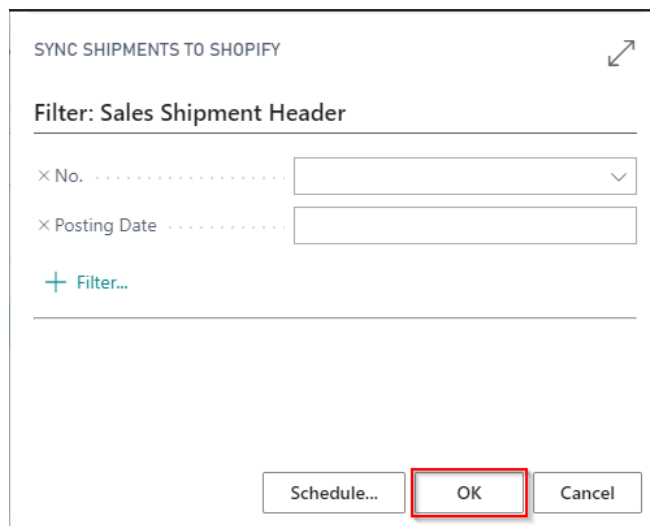 SYNC SHIPMENTS TO SHOPIFY
Filter: Sales Shipment Header
× No.
× Posting Date
+ Filter...
Schedule... OK Cancel